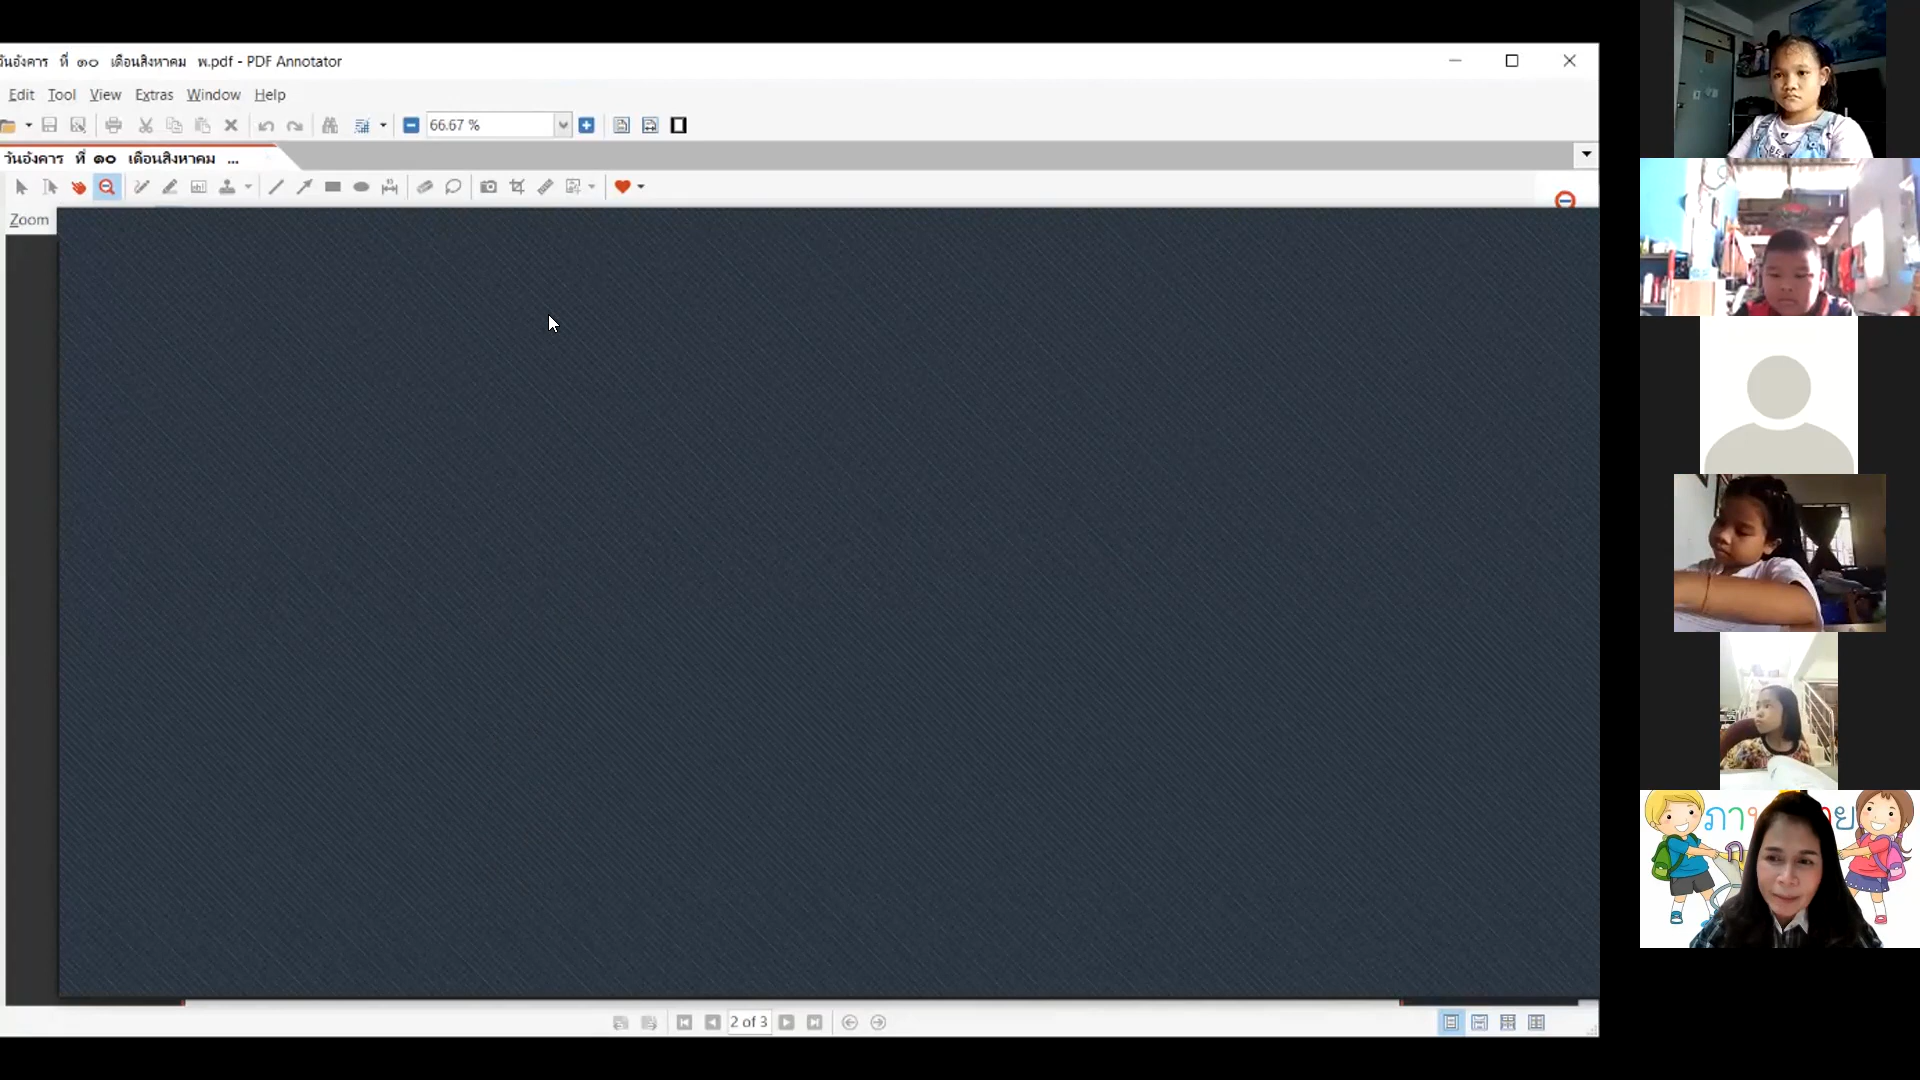 วันอังคาร ที่ ๑๐ เดือนสิงหาคม พ.pdf - PDF Annotator
Edit Tool View Extras Window Help
66.67 %
วันอังคาร ที่ ๑๐ เดือนสิงหาคม ...
Zoom
2 of 3